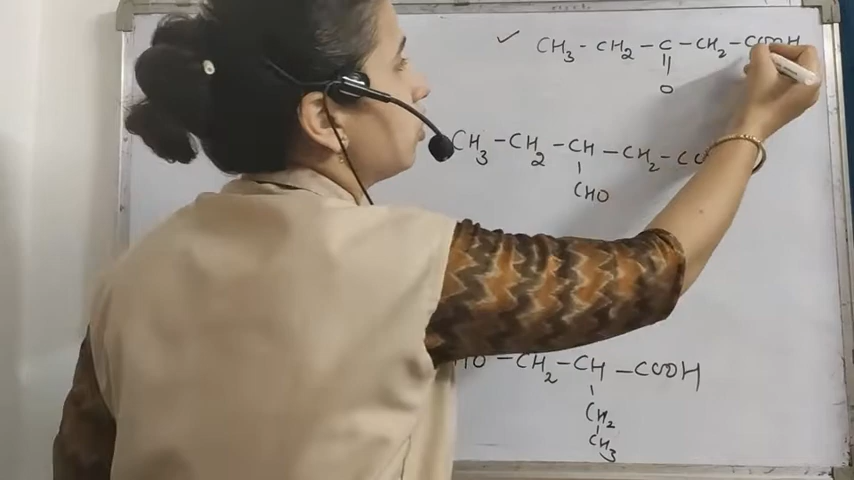 ✓ CH3 - CH2 - C - CH2 - COOH
||
O
CH3 - CH2 - CH - CH2 -
|
CHO
- CH2 - CH - COOH
|
CH2
|
CH3